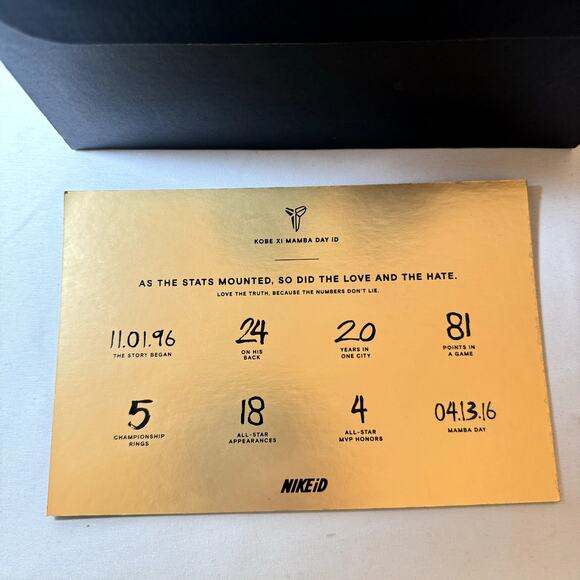 KOBE XI MAMBA DAY iD
AS THE STATS MOUNTED, SO DID THE LOVE AND THE HATE.
LOVE THE TRUTH, BECAUSE THE NUMBERS DON'T LIE.
11.01.96
THE STORY BEGAN
24
ON HIS
BACK
20
YEARS IN
ONE CITY
81
POINTS IN
A GAME
5
CHAMPIONSHIP
RINGS
18
ALL-STAR
APPEARANCES
4
ALL-STAR
MVP HONORS
04.13.16
MAMBA DAY
NIKEiD